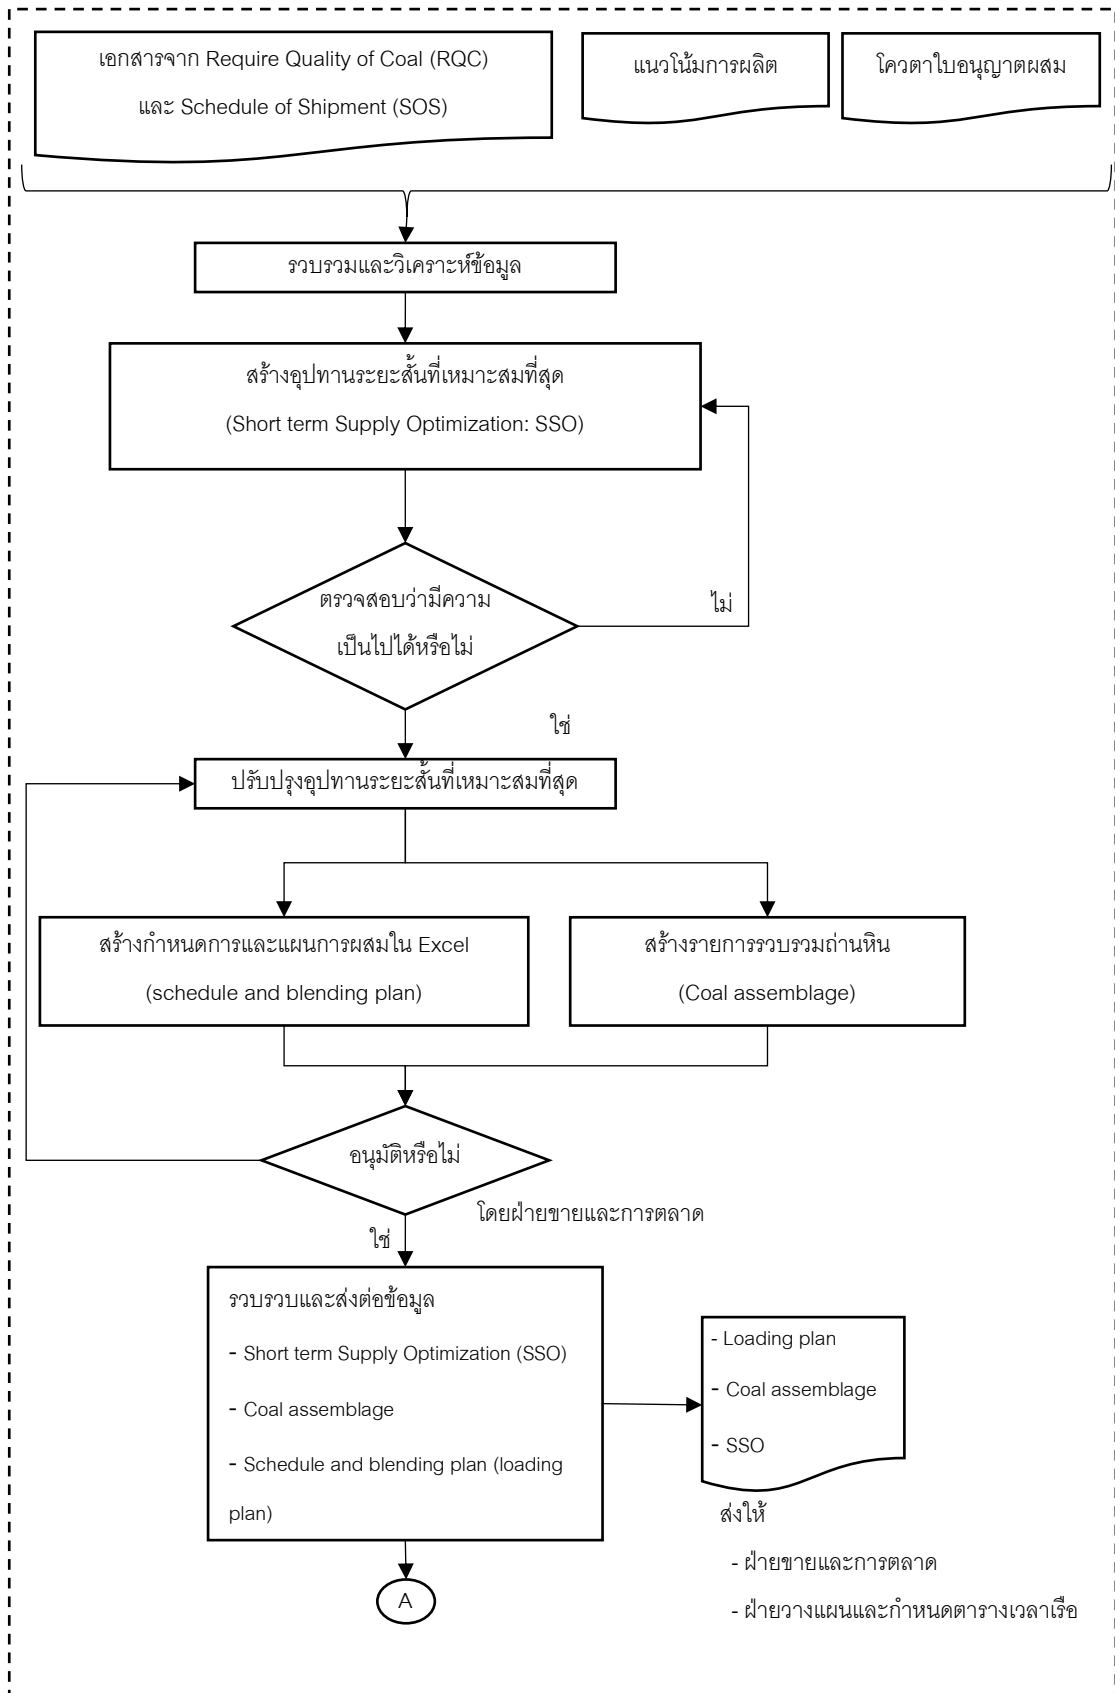 เอกสารจาก Require Quality of Coal (RQC)
และ Schedule of Shipment (SOS)
แนวโน้มการผลิต
โควตาใบอนุญาตผสม
รวบรวมและวิเคราะห์ข้อมูล
สร้างอุปทานระยะสั้นที่เหมาะสมที่สุด
(Short term Supply Optimization: SSO)
ตรวจสอบว่ามีความ
เป็นไปได้หรือไม่
ไม่
ใช่
ปรับปรุงอุปทานระยะสั้นที่เหมาะสมที่สุด
สร้างกำหนดการและแผนการผสมใน Excel
(schedule and blending plan)
สร้างรายการรวบรวมถ่านหิน
(Coal assemblage)
อนุมัติหรือไม่
โดยฝ่ายขายและการตลาด
ใช่
รวบรวบและส่งต่อข้อมูล
- Short term Supply Optimization (SSO)
- Coal assemblage
- Schedule and blending plan (loading
plan)
- Loading plan
- Coal assemblage
- SSO
ส่งให้
- ฝ่ายขายและการตลาด
- ฝ่ายวางแผนและกำหนดตารางเวลาเรือ
A